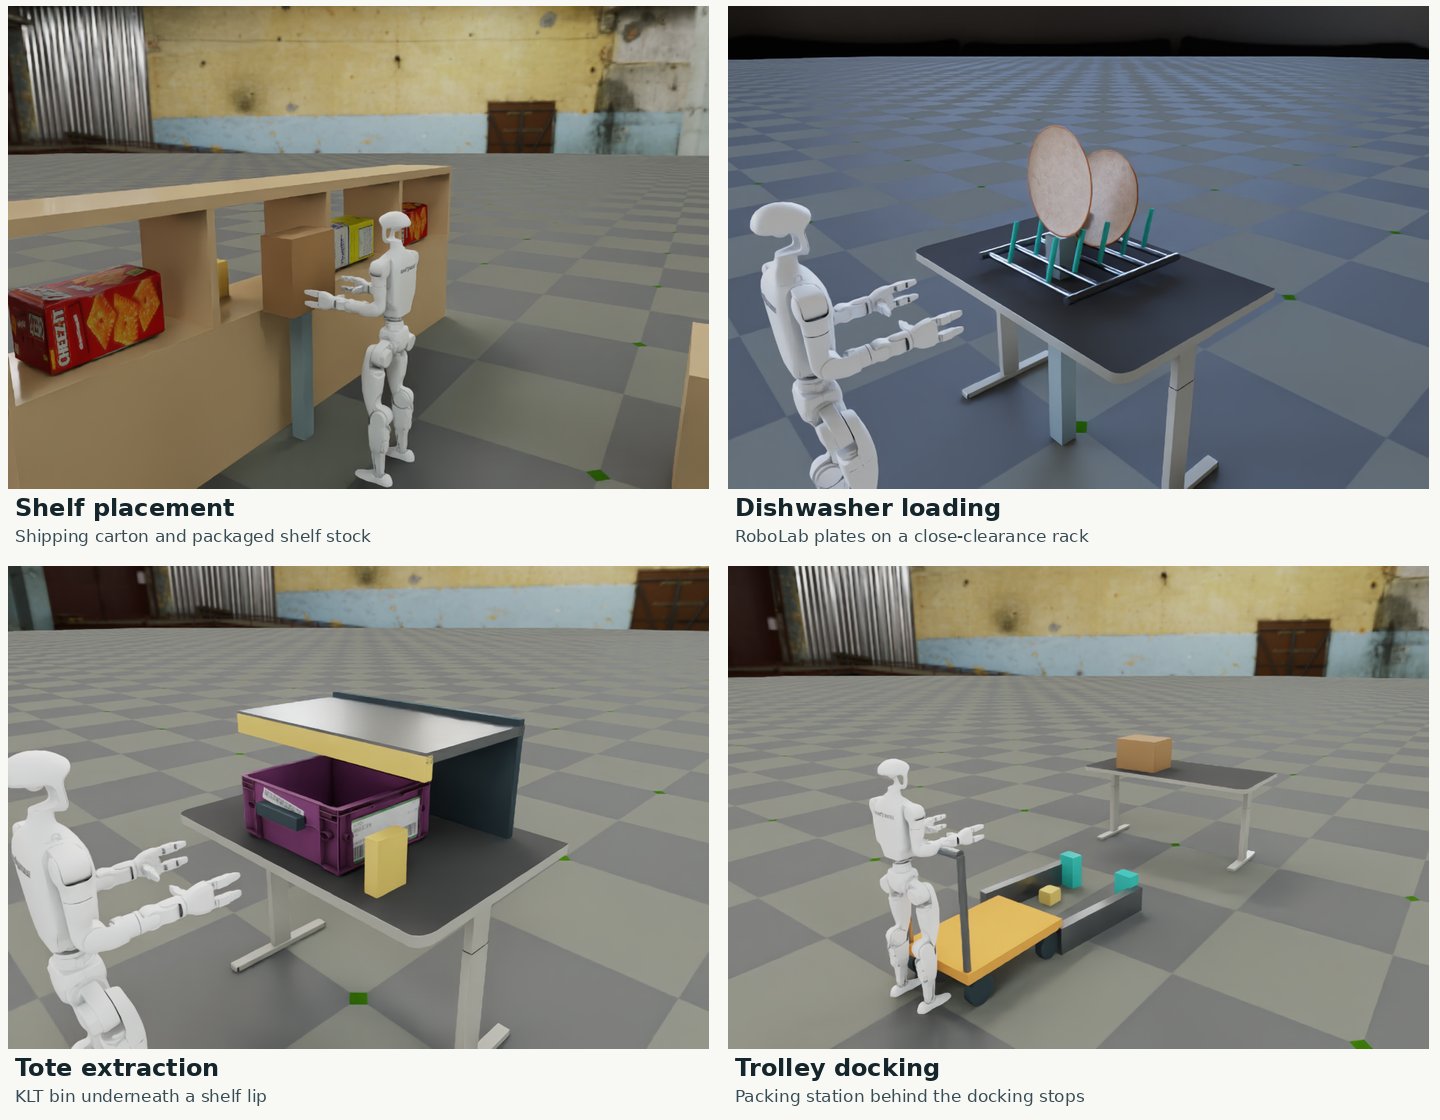 CHEEZ-IT
Shelf placement
Shipping carton and packaged shelf stock
Dishwasher loading
RoboLab plates on a close-clearance rack
Tote extraction
KLT bin underneath a shelf lip
Trolley docking
Packing station behind the docking stops